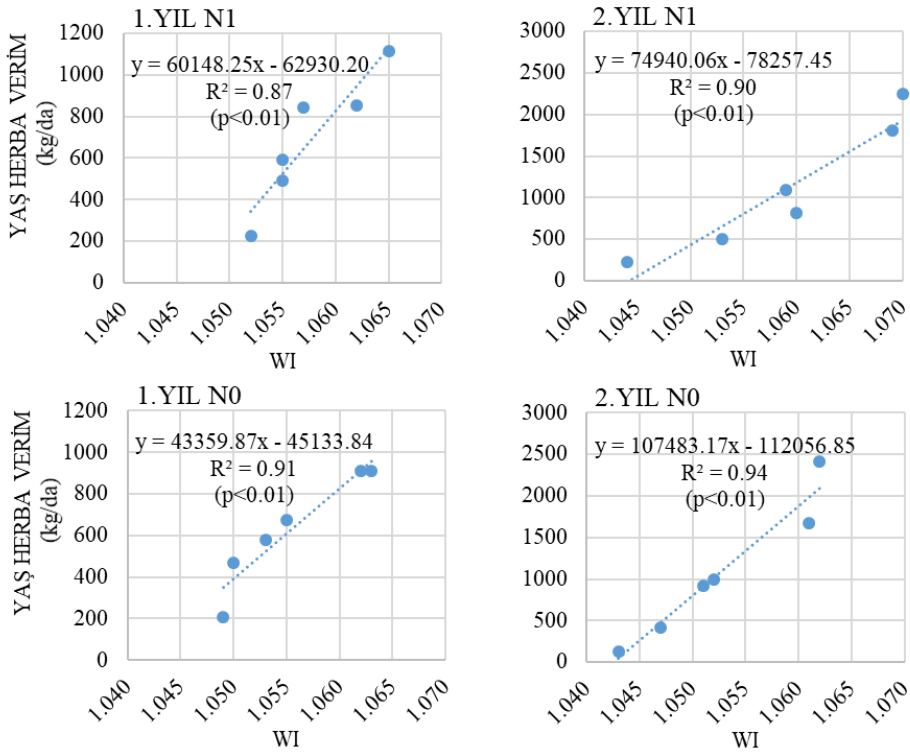 1.YIL N1
YAŞ HERBA VERİM
(kg/da)
1200
1000
800
600
400
200
0
y = 60148.25x - 62930.20
R² = 0.87
(p<0.01)
1.040
1.045
1.050
1.055
1.060
1.065
1.070
WI
2.YIL N1
3000
2500
2000
1500
1000
500
0
y = 74940.06x - 78257.45
R² = 0.90
(p<0.01)
1.040
1.045
1.050
1.055
1.060
1.065
1.070
WI
1.YIL N0
YAŞ HERBA VERİM
(kg/da)
1200
1000
800
600
400
200
0
y = 43359.87x - 45133.84
R² = 0.91
(p<0.01)
1.040
1.045
1.050
1.055
1.060
1.065
1.070
WI
2.YIL N0
3000
2500
2000
1500
1000
500
0
y = 107483.17x - 112056.85
R² = 0.94
(p<0.01)
1.040
1.045
1.050
1.055
1.060
1.065
1.070
WI